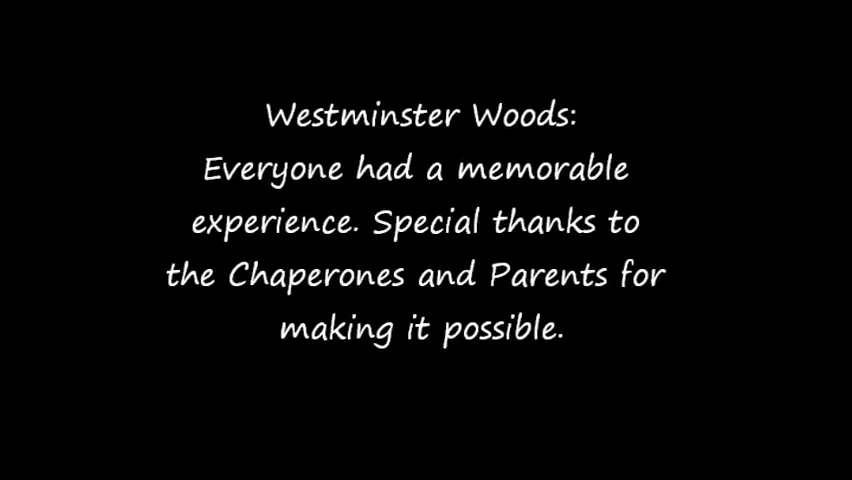 Westminster Woods:
Everyone had a memorable
experience. Special thanks to
the Chaperones and Parents for
making it possible.